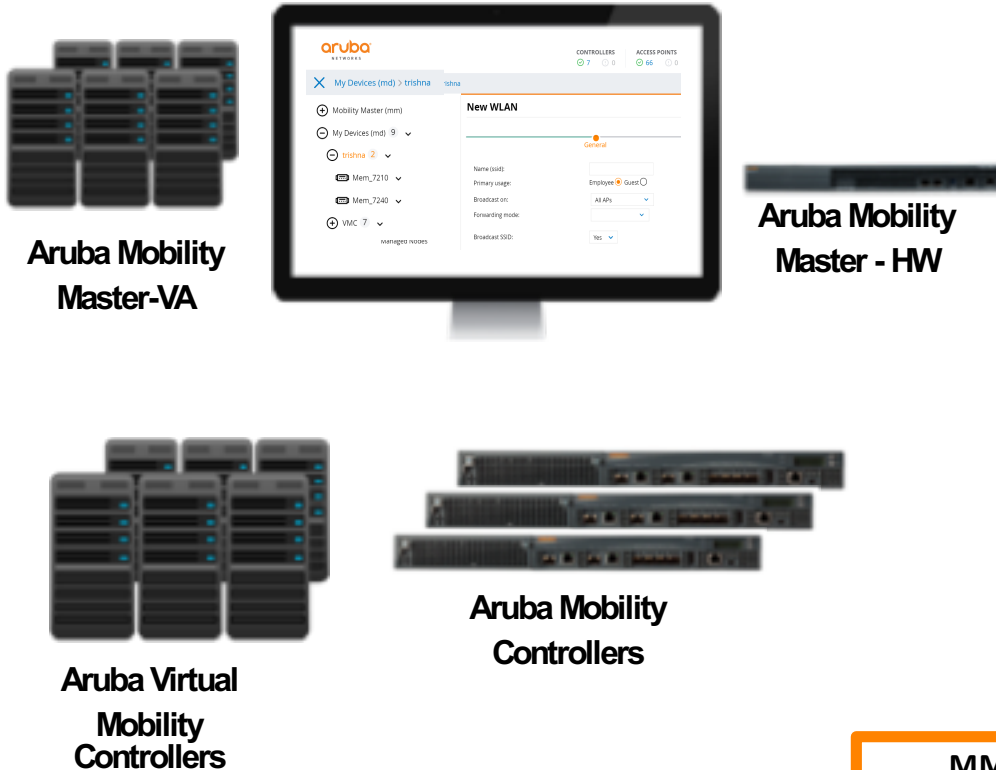 aruba
NETWORKS
CONTROLLERS
ACCESS POINTS
7 0
66 0
My Devices (md) > trishna
rishna
Mobility Master (mm)
My Devices (md) 9
trishna 2
Mem_7210
Mem_7240
VMC 7
Managed Nodes
New WLAN
General
Name (ssid):
Primary usage: Employee Guest
Broadcast on: All APs
Forwarding mode:
Broadcast SSID: Yes
Aruba Mobility
Master-VA
Aruba Mobility
Master - HW
Aruba Virtual
Mobility
Controllers
Aruba Mobility
Controllers